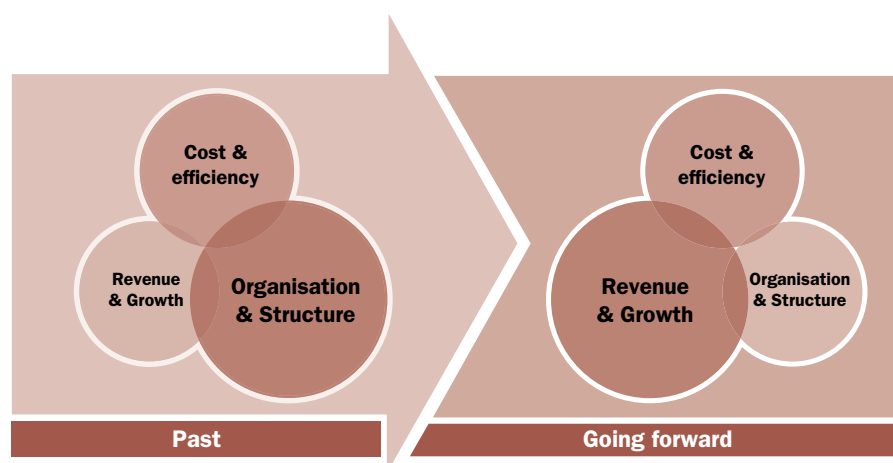 Cost &
efficiency
Revenue
& Growth
Organisation
& Structure
Past
Cost &
efficiency
Revenue
& Growth
Organisation
& Structure
Going forward